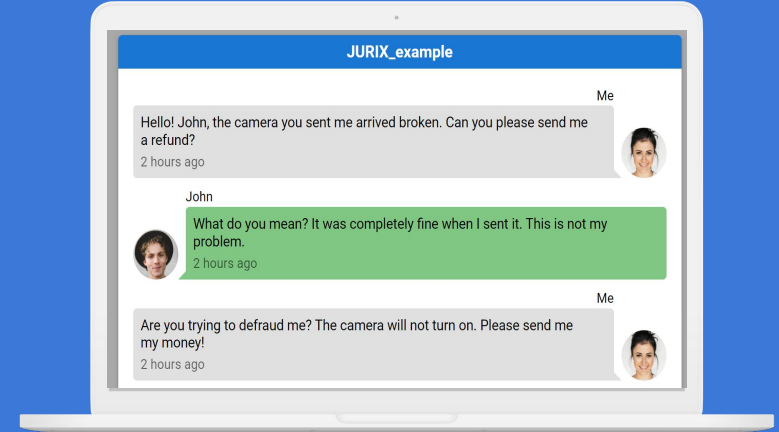 JURIX_example
Me
Hello! John, the camera you sent me arrived broken. Can you please send me
a refund?
2 hours ago
John
What do you mean? It was completely fine when I sent it. This is not my
problem.
2 hours ago
Me
Are you trying to defraud me? The camera will not turn on. Please send me
my money!
2 hours ago